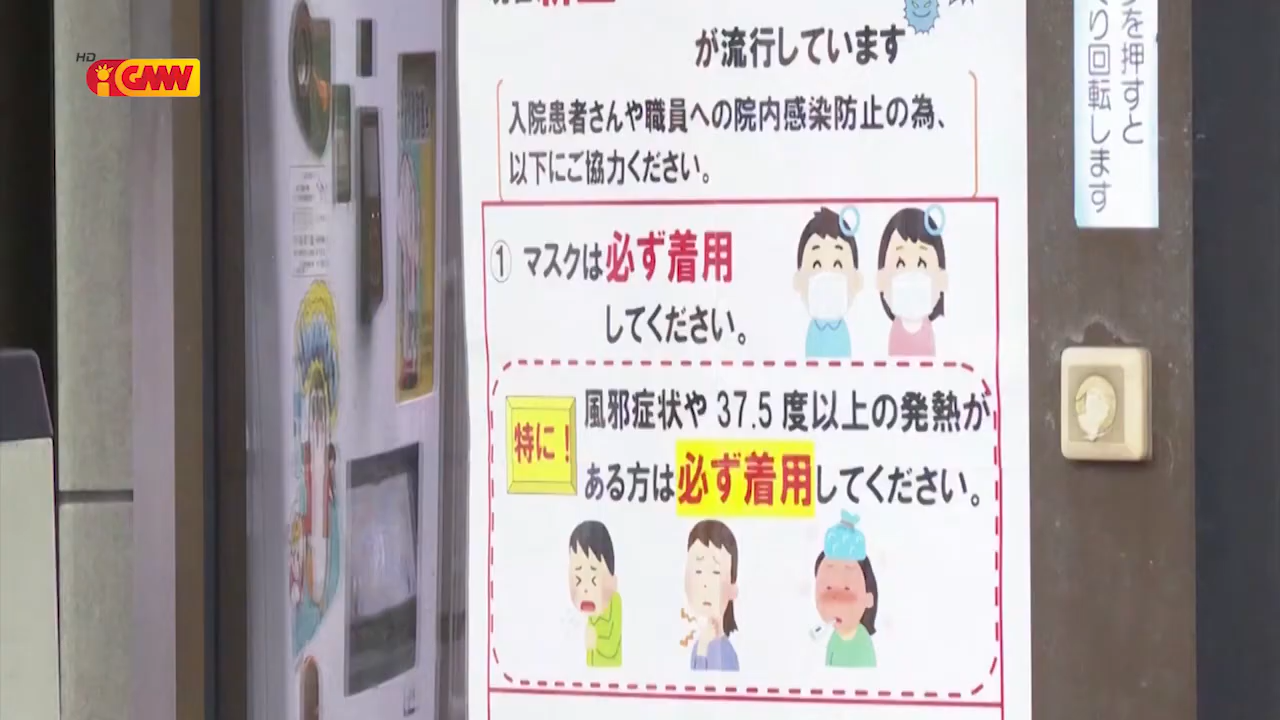 HD
iGMW
が流行しています
入院患者さんや職員への院内感染防止の為、
以下にご協力ください。
① マスクは必ず着用
してください。
特に！
風邪症状や 37.5 度以上の発熱が
ある方は必ず着用してください。
を押すと
り回転します